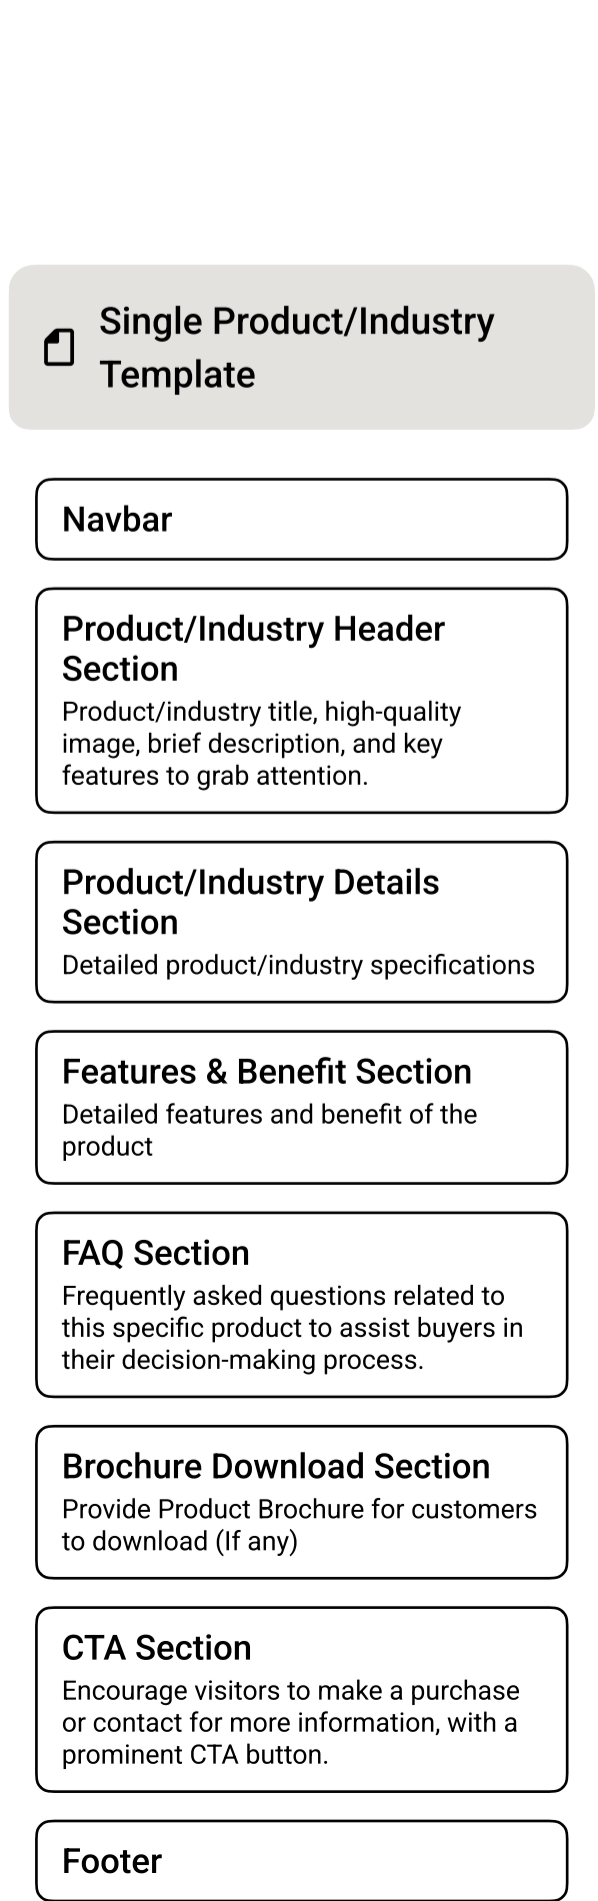 Single Product/Industry
Template
Navbar
Product/Industry Header
Section
Product/industry title, high-quality
image, brief description, and key
features to grab attention.
Product/Industry Details
Section
Detailed product/industry specifications
Features & Benefit Section
Detailed features and benefit of the
product
FAQ Section
Frequently asked questions related to
this specific product to assist buyers in
their decision-making process.
Brochure Download Section
Provide Product Brochure for customers
to download (If any)
CTA Section
Encourage visitors to make a purchase
or contact for more information, with a
prominent CTA button.
Footer